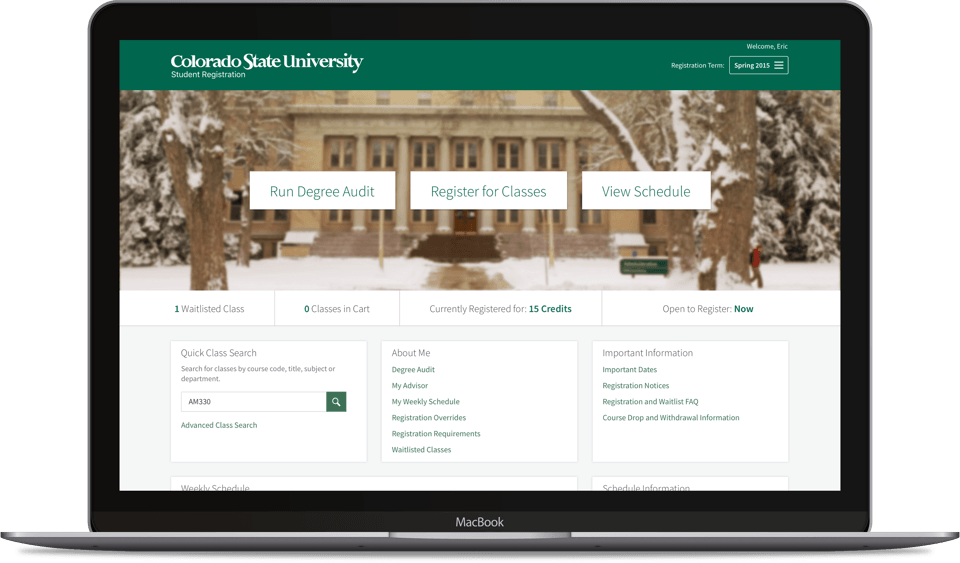 Welcome, Eric
Colorado State University
Student Registration
Registration Term: Spring 2015
Run Degree Audit
Register for Classes
View Schedule
1 Waitlisted Class
0 Classes in Cart
Currently Registered for: 15 Credits
Open to Register: Now
Quick Class Search
Search for classes by course code, title, subject or
department.
AM330
Advanced Class Search
About Me
Degree Audit
My Advisor
My Weekly Schedule
Registration Overrides
Registration Requirements
Waitlisted Classes
Important Information
Important Dates
Registration Notices
Registration and Waitlist FAQ
Course Drop and Withdrawal Information
Weekly Schedule
Schedule Information
MacBook